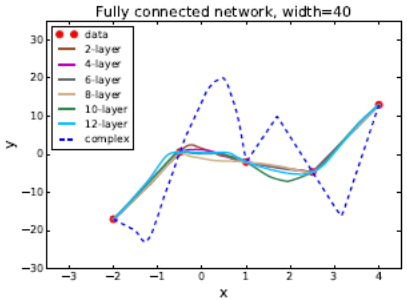 Fully connected network, width=40
data
2-layer
4-layer
6-layer
8-layer
10-layer
12-layer
complex
y
30
20
10
0
−10
−20
−30
−3 −2 −1 0 1 2 3 4
x